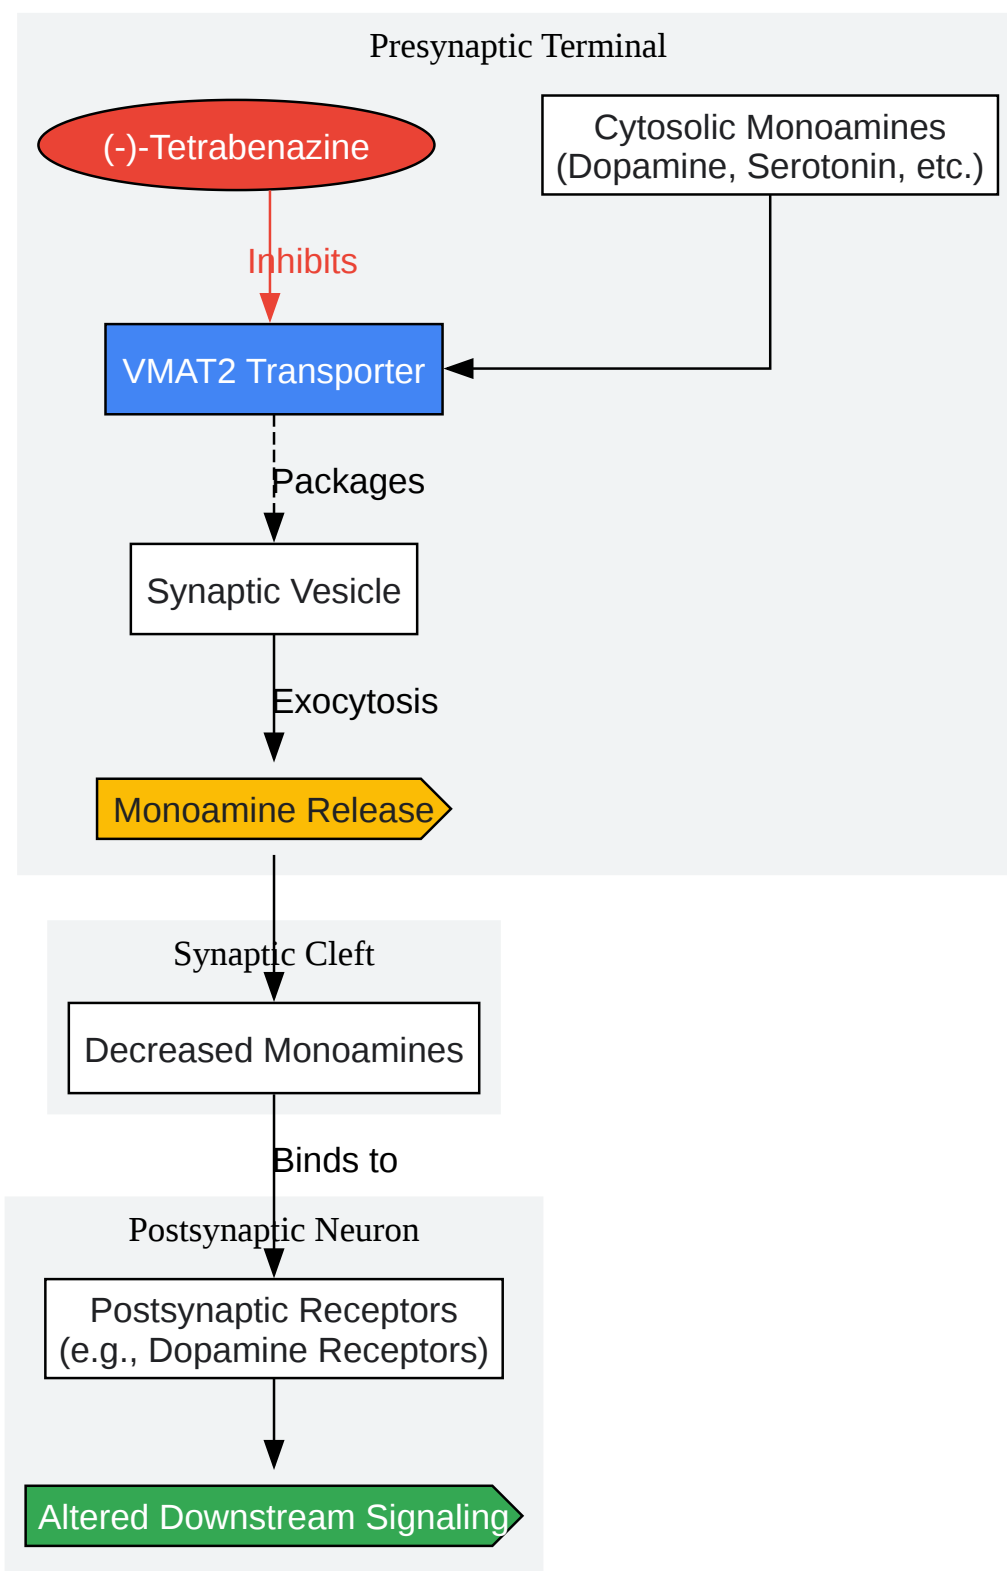 Presynaptic Terminal
(-)-Tetrabenazine
Cytosolic Monoamines
(Dopamine, Serotonin, etc.)
Inhibits
VMAT2 Transporter
Packages
Synaptic Vesicle
Exocytosis
Monoamine Release
Synaptic Cleft
Decreased Monoamines
Binds to
Postsynaptic Neuron
Postsynaptic Receptors
(e.g., Dopamine Receptors)
Altered Downstream Signaling